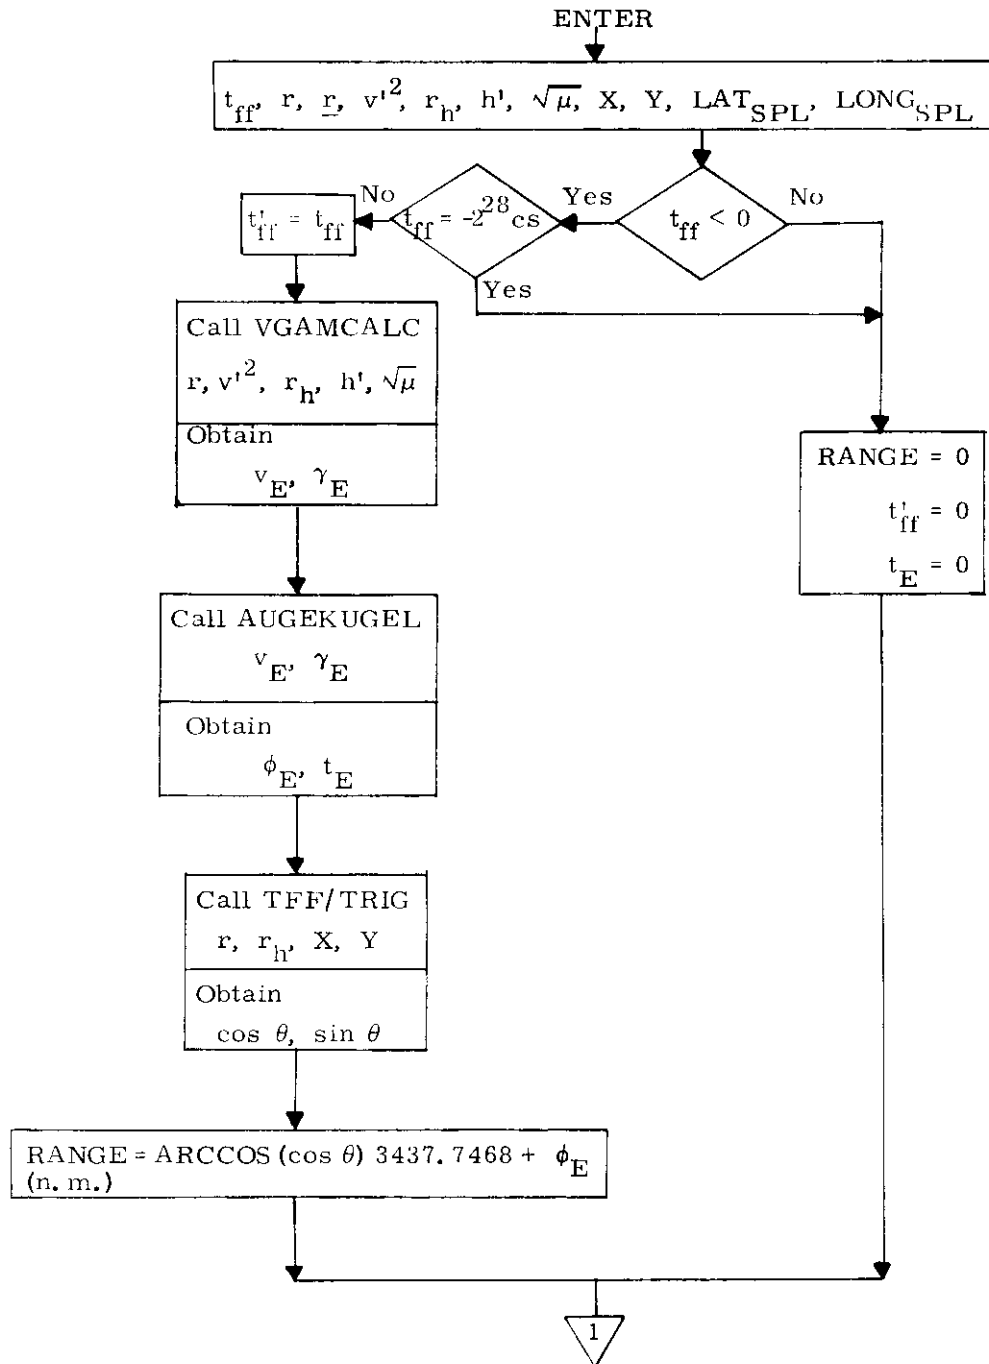 ENTER
t_ff, r, r, v'², r_h, h', √μ, X, Y, LAT_SPL, LONG_SPL
No
Yes
No
t'_ff = t_ff
t_ff = -2²⁸ cs
t_ff < 0
Yes
Call VGAMCALC
r, v'², r_h, h', √μ
Obtain
v_E, γ_E
RANGE = 0
t'_ff = 0
t_E = 0
Call AUGEKUGEL
v_E, γ_E
Obtain
ϕ_E, t_E
Call TFF/TRIG
r, r_h, X, Y
Obtain
cos θ, sin θ
RANGE = ARCCOS (cos θ) 3437.7468 + ϕ_E
(n. m.)
1